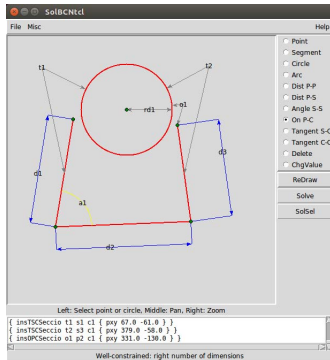 SolBCNtcl
File Misc Help
Point
Segment
Circle
Arc
Dist P-P
Dist P-S
Angle S-S
On P-C
Tangent S-C
Tangent C-C
Delete
ChgValue
ReDraw
Solve
SolSel
t1
t2
rd1
o1
d1
d3
a1
d2
Left: Select point or circle, Middle: Pan, Right: Zoom
{ insTSCSeccio t1 s1 c1 { pxy 67.0 -61.0 } }
{ insTSCSeccio t2 s3 c1 { pxy 379.0 -58.0 } }
{ insOPCSeccio o1 p2 c1 { pxy 331.0 -130.0 } }
Well-constrained: right number of dimensions